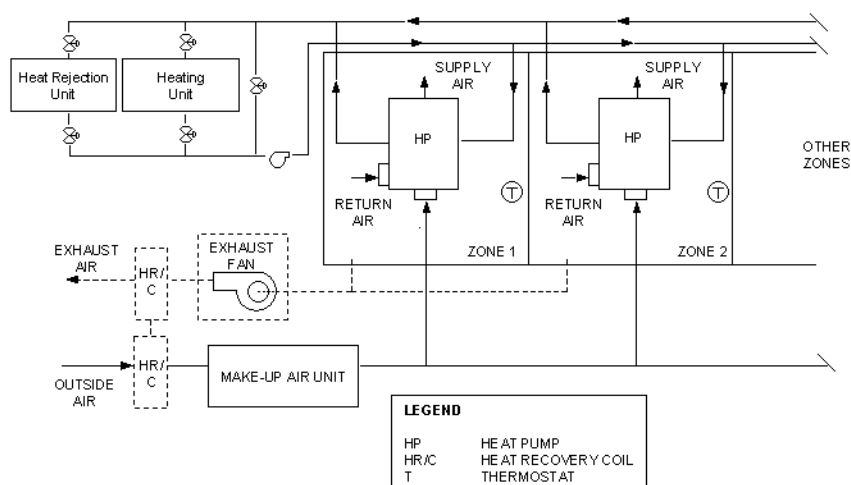 Heat Rejection
Unit
Heating
Unit
SUPPLY
AIR
SUPPLY
AIR
HP
HP
OTHER
ZONES
RETURN
AIR
T
RETURN
AIR
T
ZONE 1
ZONE 2
EXHAUST
AIR
HR/
C
EXHAUST
FAN
OUTSIDE
AIR
HR/
C
MAKE-UP AIR UNIT
LEGEND
HP HEAT PUMP
HR/C HEAT RECOVERY COIL
T THERMOSTAT